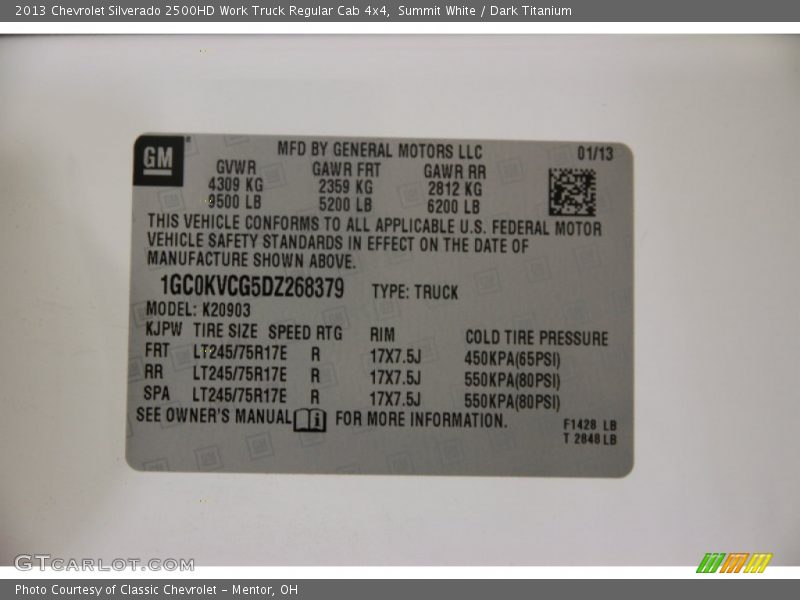 2013 Chevrolet Silverado 2500HD Work Truck Regular Cab 4x4, Summit White / Dark Titanium
GM
MFD BY GENERAL MOTORS LLC 01/13
GVWR GAWR FRT GAWR RR
4309 KG 2359 KG 2812 KG
9500 LB 5200 LB 6200 LB
THIS VEHICLE CONFORMS TO ALL APPLICABLE U.S. FEDERAL MOTOR
VEHICLE SAFETY STANDARDS IN EFFECT ON THE DATE OF
MANUFACTURE SHOWN ABOVE.
1GC0KVCG5DZ268379 TYPE: TRUCK
MODEL: K20903
KJPW TIRE SIZE SPEED RTG RIM COLD TIRE PRESSURE
FRT LT245/75R17E R 17X7.5J 450KPA(65PSI)
RR LT245/75R17E R 17X7.5J 550KPA(80PSI)
SPA LT245/75R17E R 17X7.5J 550KPA(80PSI)
SEE OWNER'S MANUAL i FOR MORE INFORMATION.
F1428 LB
T 2848 LB
GTCARLOT.COM
Photo Courtesy of Classic Chevrolet - Mentor, OH